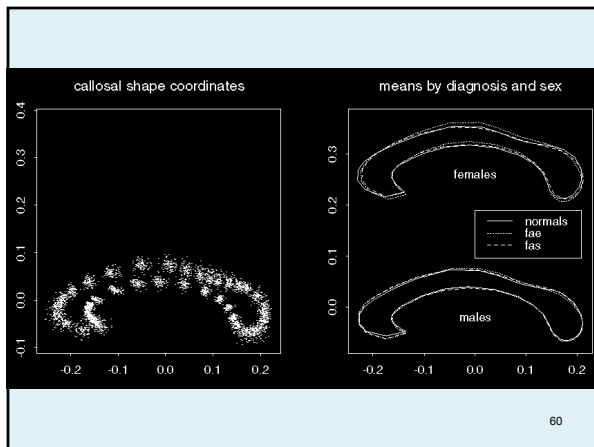 callosal shape coordinates
0.4
0.3
0.2
0.1
0.0
-0.1
-0.2 -0.1 0.0 0.1 0.2
means by diagnosis and sex
0.3
0.2
0.1
0.0
females
normals
fae
fas
males
-0.2 -0.1 0.0 0.1 0.2
60